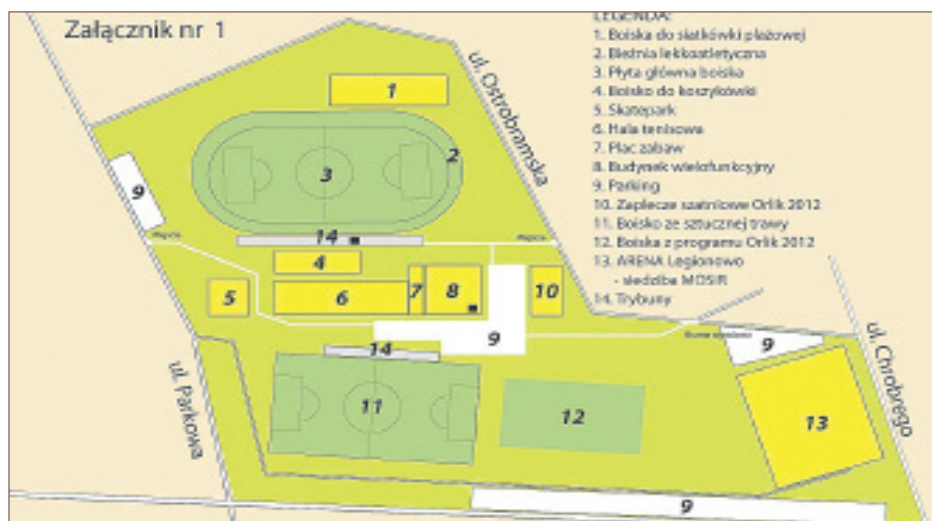 Załącznik nr 1
LEGENDA:
1. Boiska do siatkówki plażowej
2. Bieżnia lekkoatletyczna
3. Płyta główna boiska
4. Boisko do koszykówki
5. Skatepark
6. Hala tenisowa
7. Plac zabaw
8. Budynek wielofunkcyjny
9. Parking
10. Zaplecze szatniowe Orlik 2012
11. Boisko ze sztucznej trawy
12. Boiska z programu Orlik 2012
13. ARENA Legionowo
- siedziba MOSiR
14. Trybuny
ul. Ostrobramska
1
2
3
9
14
4
5
6
7
8
10
9
14
9
ul. Parkowa
ul. Chrobrego
11
12
13
9